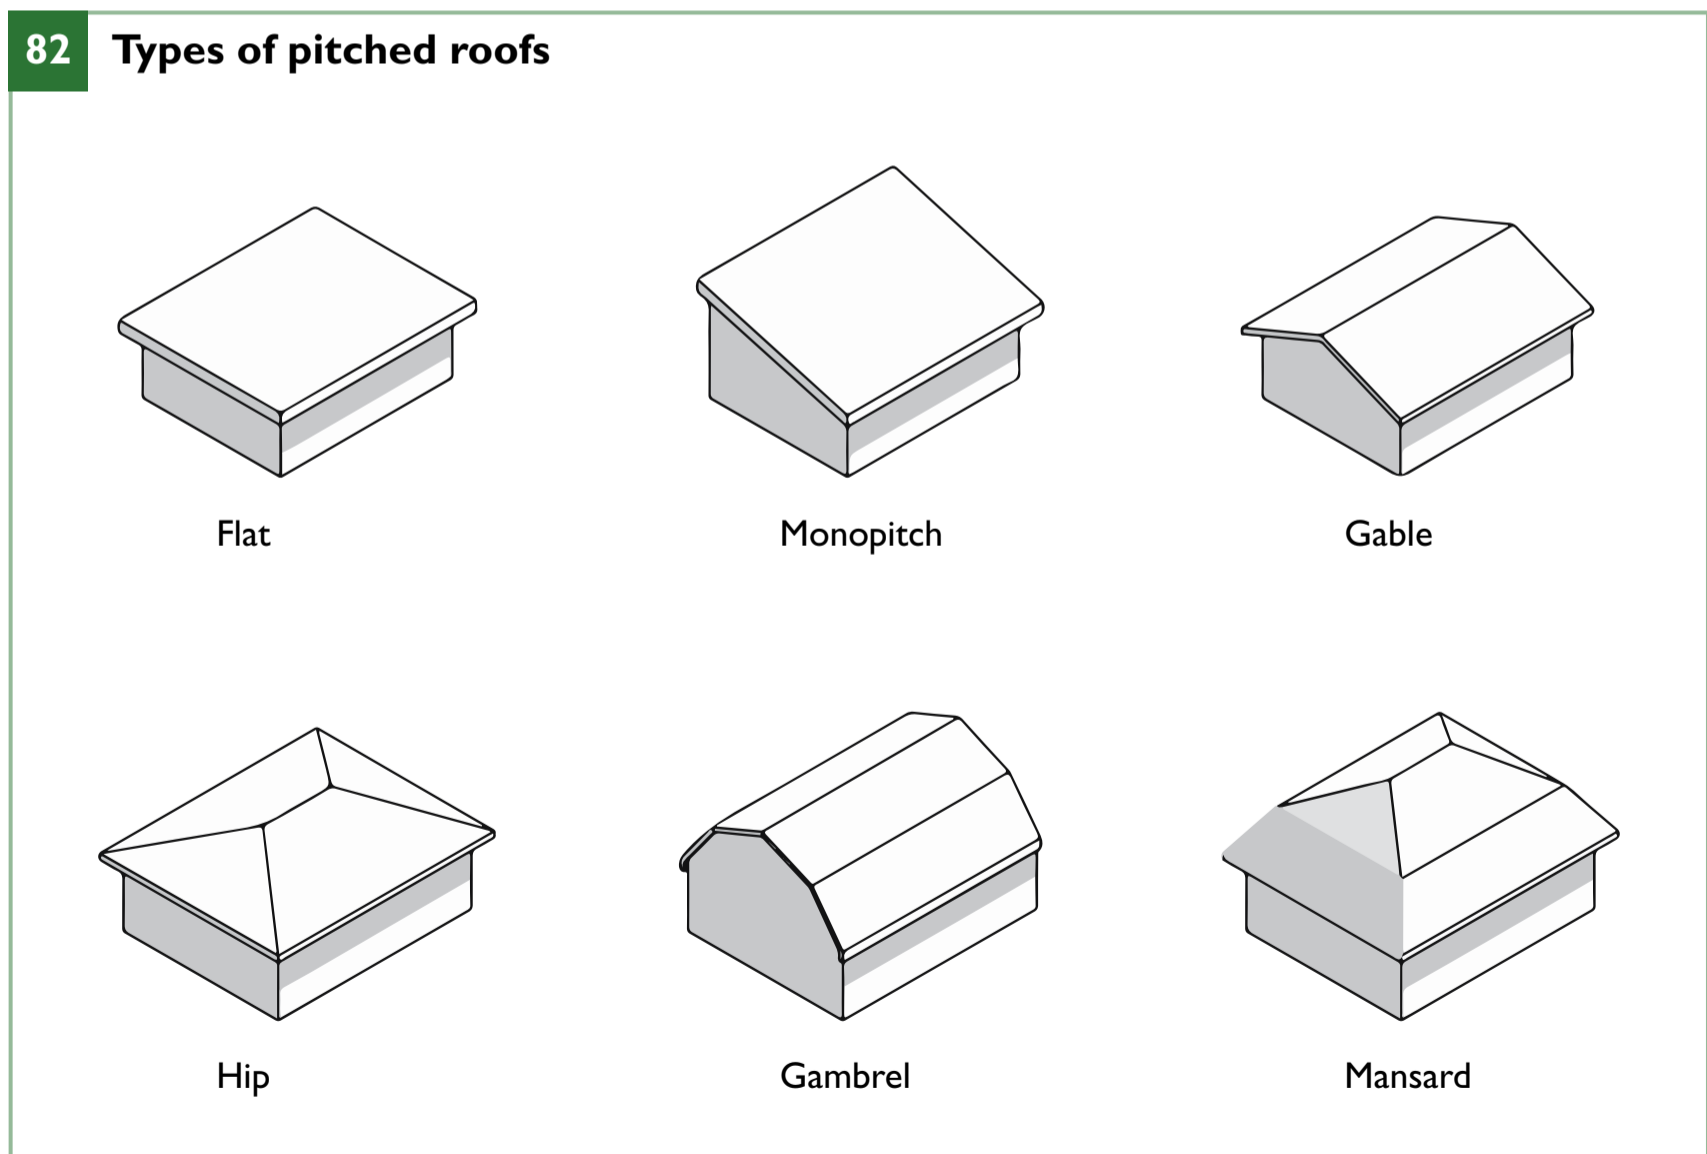 82 Types of pitched roofs
Flat Monopitch Gable
Hip Gambrel Mansard